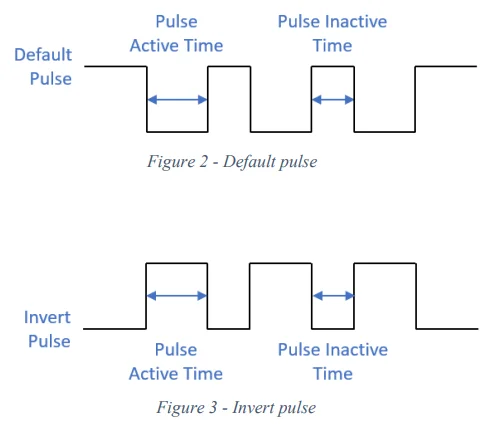 Pulse
Active Time
Pulse Inactive
Time
Default
Pulse
Figure 2 - Default pulse
Invert
Pulse
Pulse
Active Time
Pulse Inactive
Time
Figure 3 - Invert pulse